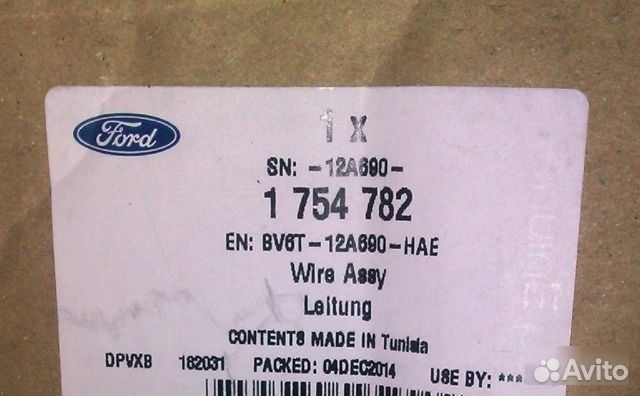 Ford
1 x
SN: -12A690-
1 754 782
EN: BV6T-12A690-HAE
Wire Assy
Leitung
CONTENTS MADE IN Tunisia
DPVXB 182031 PACKED: 04DEC2014 USE BY: ***
Avito